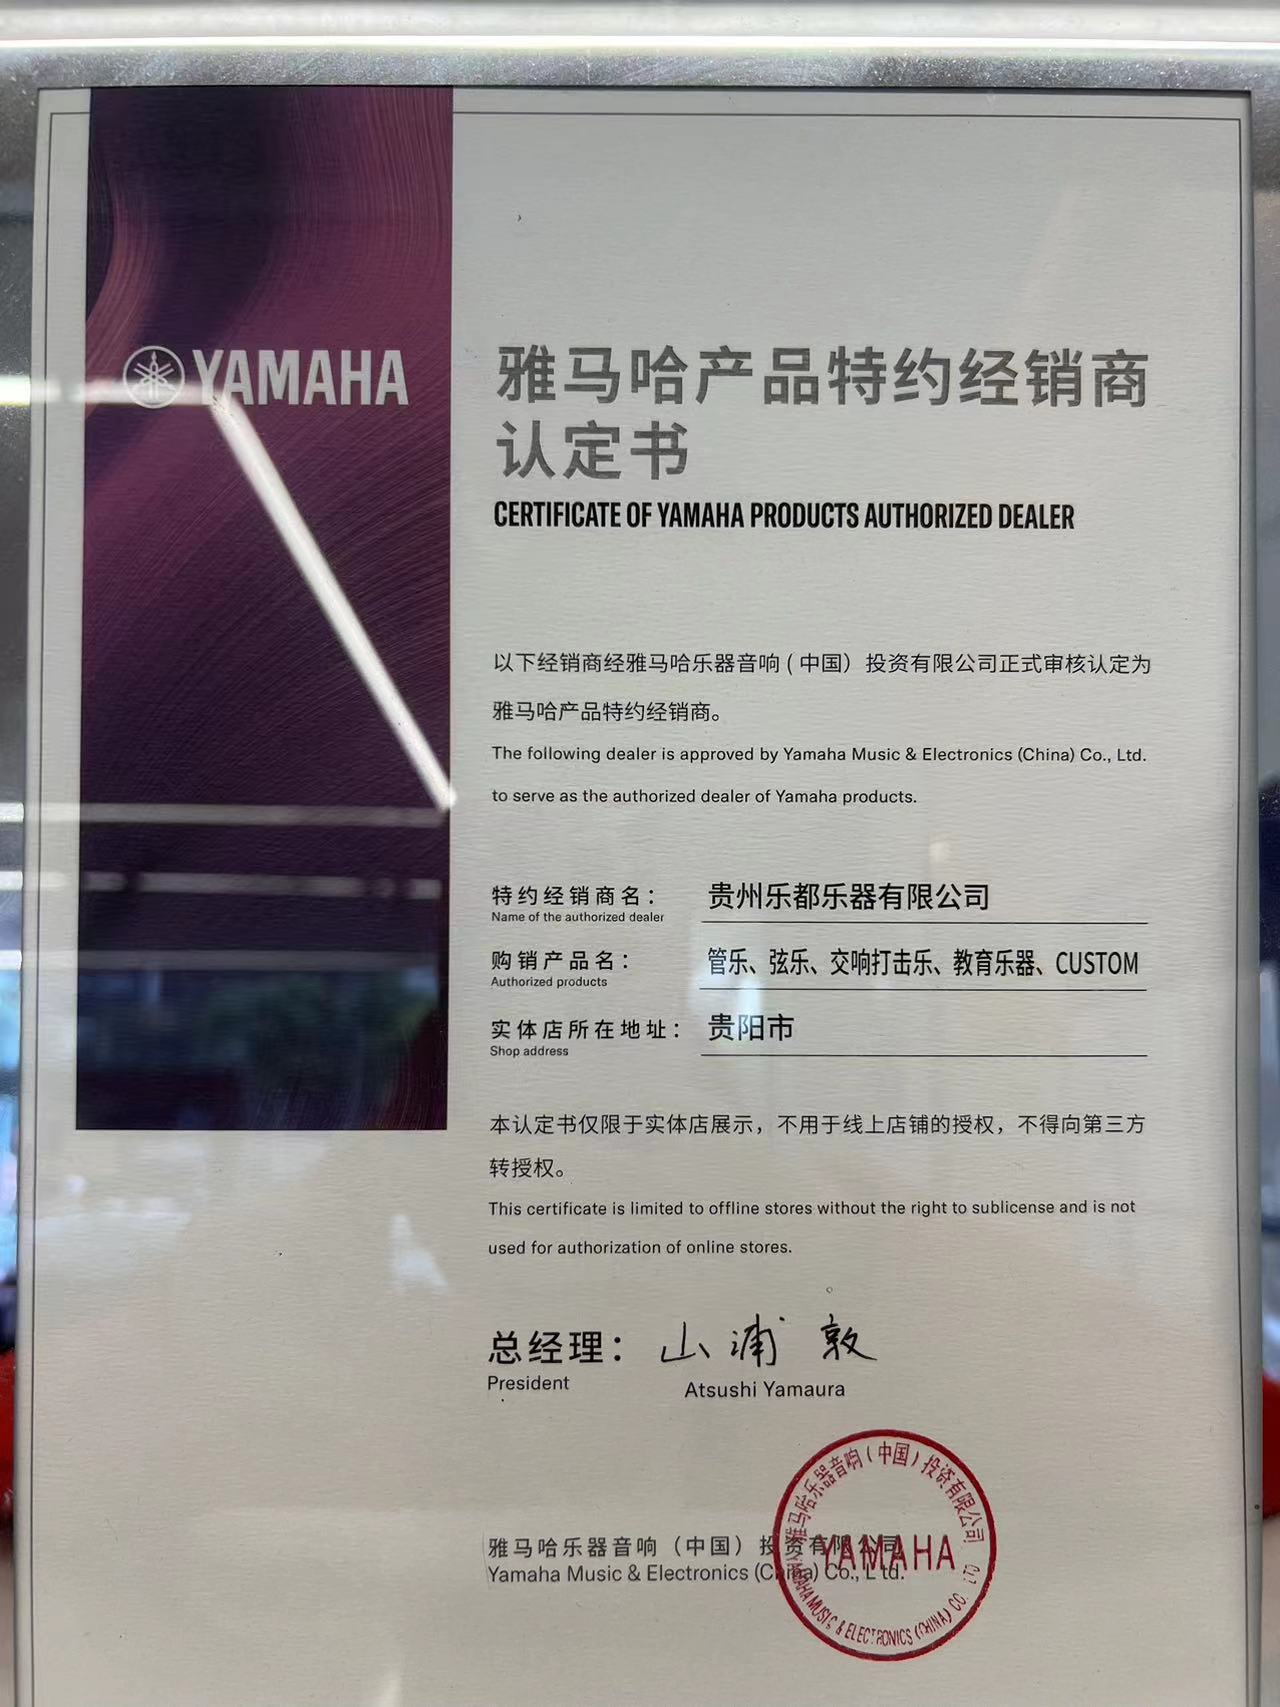 YAMAHA
雅马哈产品特约经销商
认定书
CERTIFICATE OF YAMAHA PRODUCTS AUTHORIZED DEALER
以下经销商经雅马哈乐器音响（中国）投资有限公司正式审核认定为
雅马哈产品特约经销商。
The following dealer is approved by Yamaha Music & Electronics (China) Co., Ltd.
to serve as the authorized dealer of Yamaha products.
特约经销商名： 贵州乐都乐器有限公司
Name of the authorized dealer
购销产品名： 管乐、弦乐、交响打击乐、教育乐器、CUSTOM
Authorized products
实体店所在地址： 贵阳市
Shop address
本认定书仅限于实体店展示，不用于线上店铺的授权，不得向第三方
转授权。
This certificate is limited to offline stores without the right to sublicense and is not
used for authorization of online stores.
总经理： 山浦 敦
President Atsushi Yamaura
雅马哈乐器音响（中国）投资有限公司
Yamaha Music & Electronics (China) Co., Ltd.
雅马哈乐器音响（中国）投资有限公司
YAMAHA
YAMAHA MUSIC & ELECTRONICS (CHINA) CO. LTD